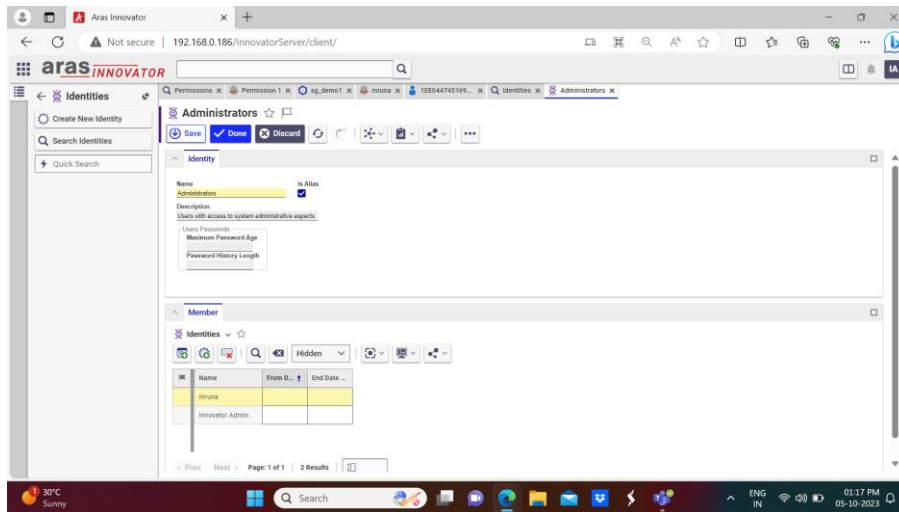 Aras Innovator
Not secure | 192.168.0.186/InnovatorServer/client/
aras INNOVATOR
IA
Identities
Create New Identity
Search Identities
Quick Search
Permissions x Permission 1 x sg_demo1 x mruna x 1EE044745169... x Identities x Administrators x
Administrators
Save Done Discard
Identity
Name Is Alias
Administrators
Description
Users with access to system administrative aspects
Users Passwords
Maximum Password Age
Password History Length
Member
Identities
Hidden
Name From D... End Date ...
mruna
Innovator Admin
< Prev Next > Page: 1 of 1 2 Results
1 30°C
Sunny
Search
ENG
IN
01:17 PM
05-10-2023